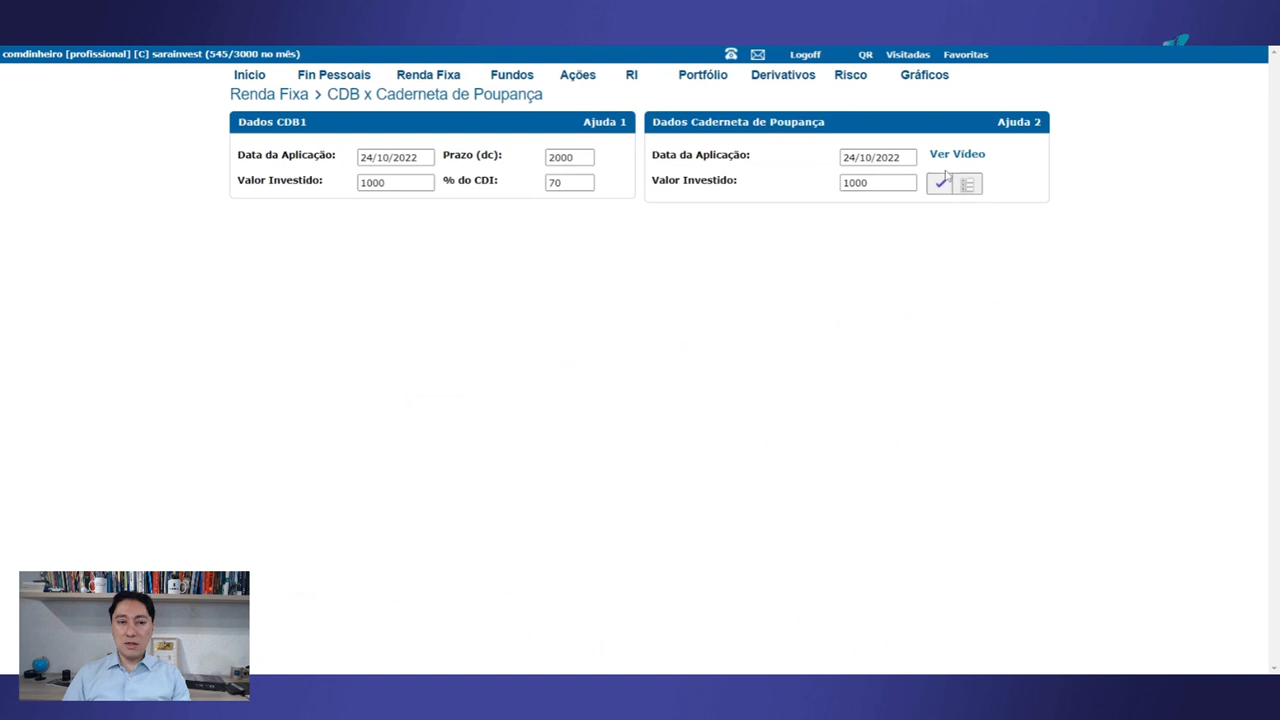 comdinheiro [profissional] [C] sarainvest (545/3000 no mês) Logoff QR Visitadas Favoritas
Início Fin Pessoais Renda Fixa Fundos Ações RI Portfólio Derivativos Risco Gráficos
Renda Fixa > CDB x Caderneta de Poupança
Dados CDB1 Ajuda 1
Data da Aplicação: 24/10/2022 Prazo (dc): 2000
Valor Investido: 1000 % do CDI: 70
Dados Caderneta de Poupança Ajuda 2
Data da Aplicação: 24/10/2022 Ver Vídeo
Valor Investido: 1000